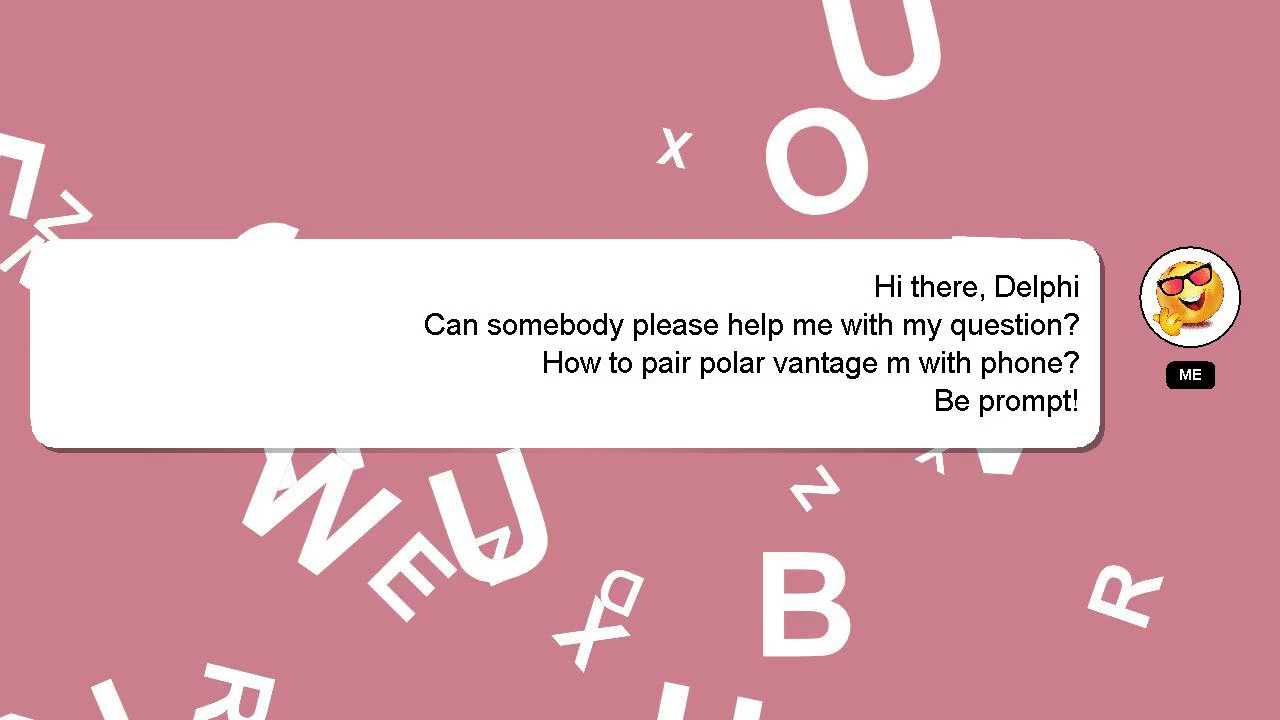 Hi there, Delphi
Can somebody please help me with my question?
How to pair polar vantage m with phone?
Be prompt!
ME
U
O
X
Z
W
U
E
Z
X
D
X
B
R
R